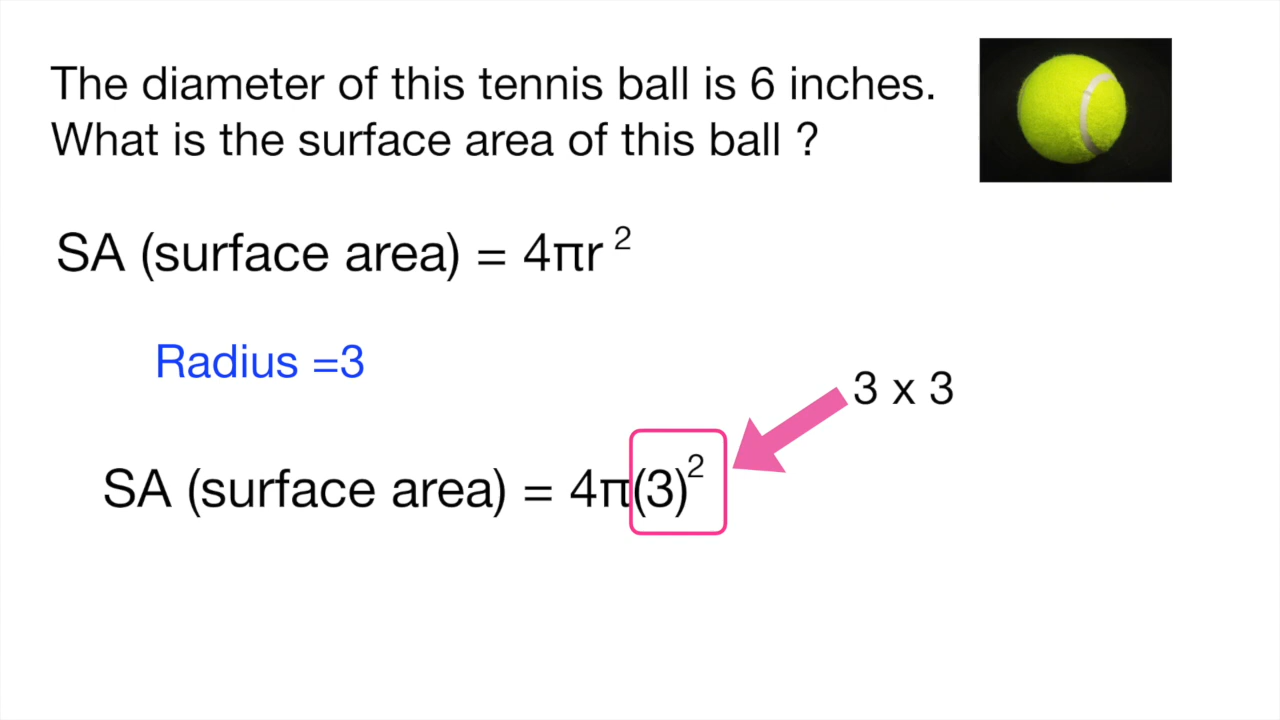 The diameter of this tennis ball is 6 inches.
What is the surface area of this ball ?
SA (surface area) = 4πr ²
Radius =3
3 x 3
SA (surface area) = 4π(3)²